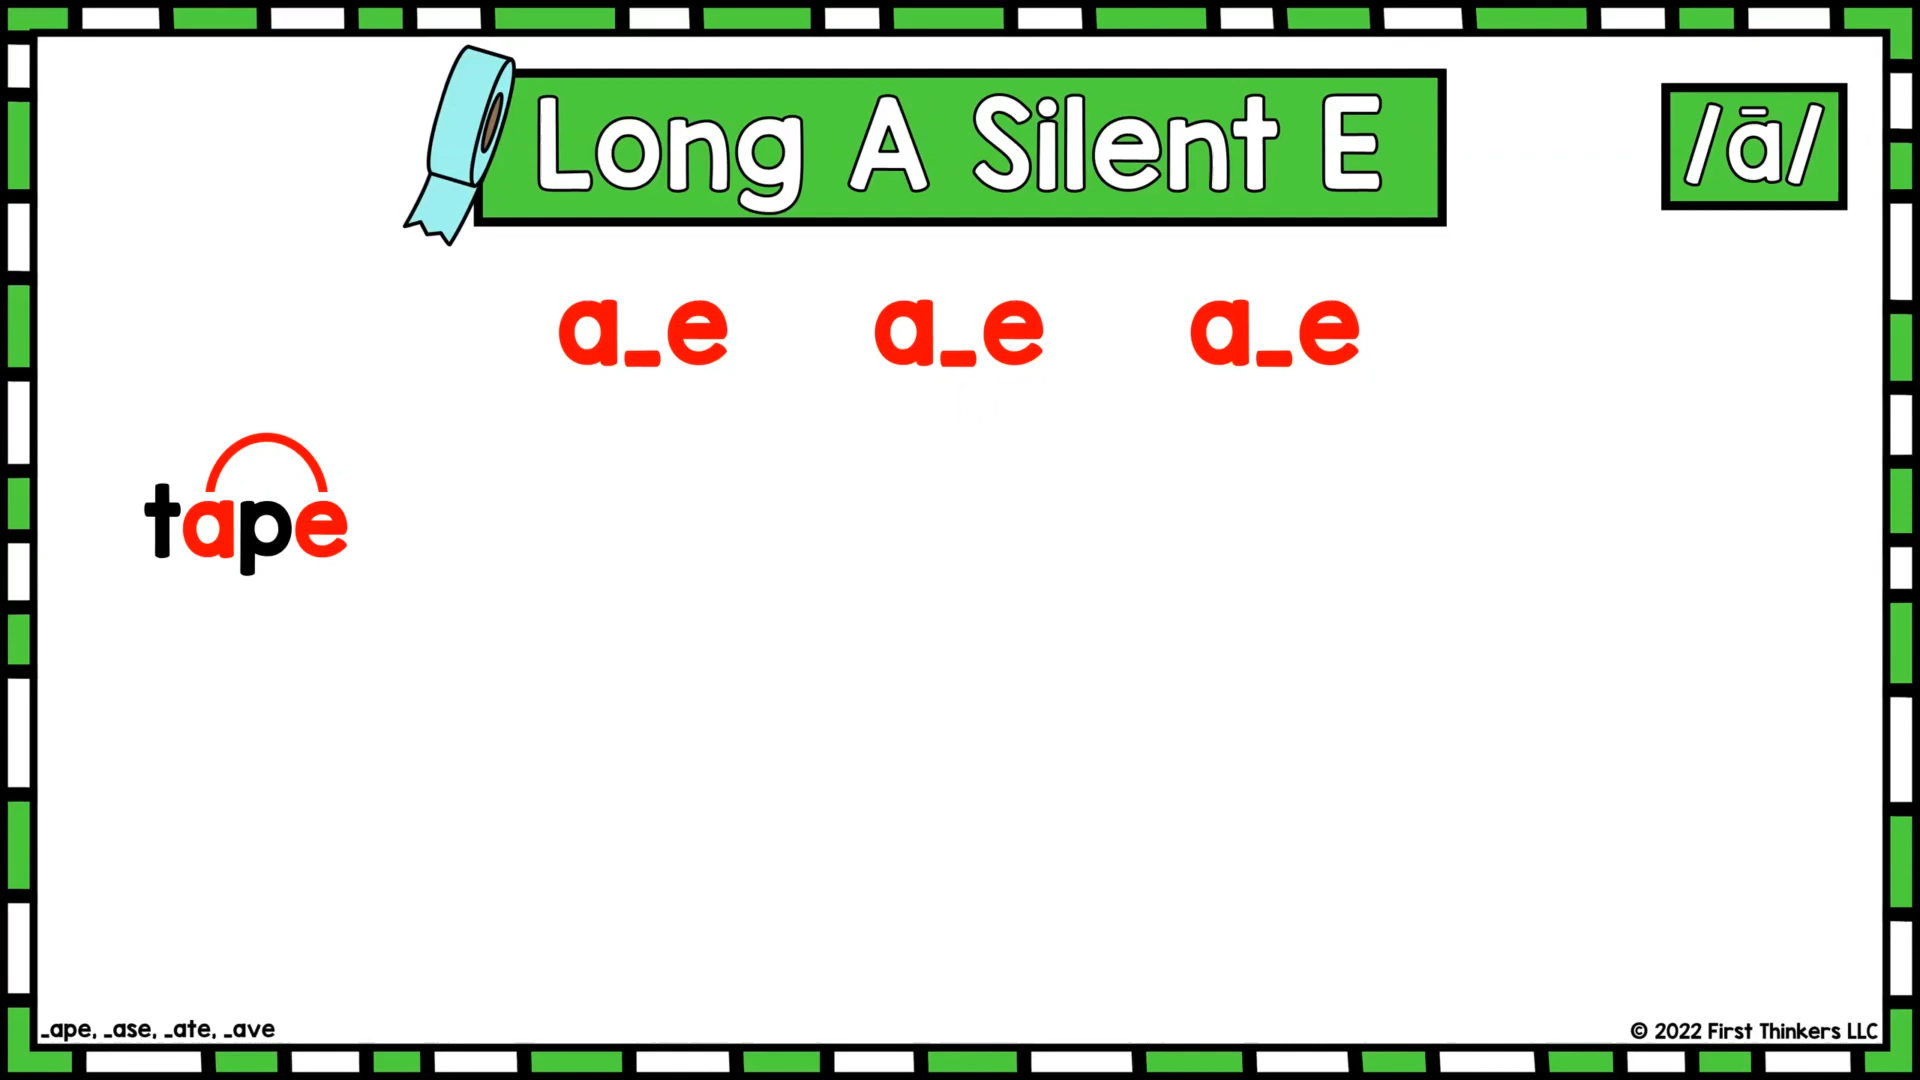 Long A Silent E
/ā/
a_e a_e a_e
tape
_ape, _ase, _ate, _ave
© 2022 First Thinkers LLC